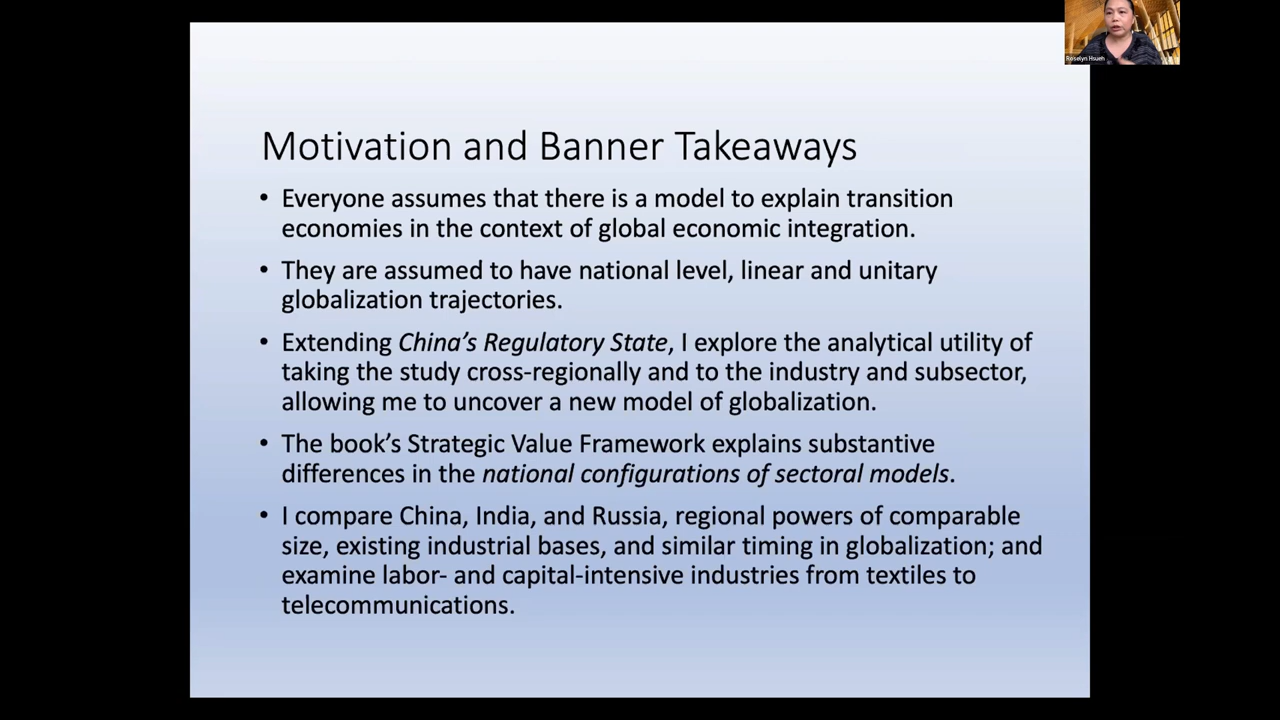 Roselyn Hsueh
Motivation and Banner Takeaways
• Everyone assumes that there is a model to explain transition
economies in the context of global economic integration.
• They are assumed to have national level, linear and unitary
globalization trajectories.
• Extending China’s Regulatory State, I explore the analytical utility of
taking the study cross-regionally and to the industry and subsector,
allowing me to uncover a new model of globalization.
• The book’s Strategic Value Framework explains substantive
differences in the national configurations of sectoral models.
• I compare China, India, and Russia, regional powers of comparable
size, existing industrial bases, and similar timing in globalization; and
examine labor- and capital-intensive industries from textiles to
telecommunications.